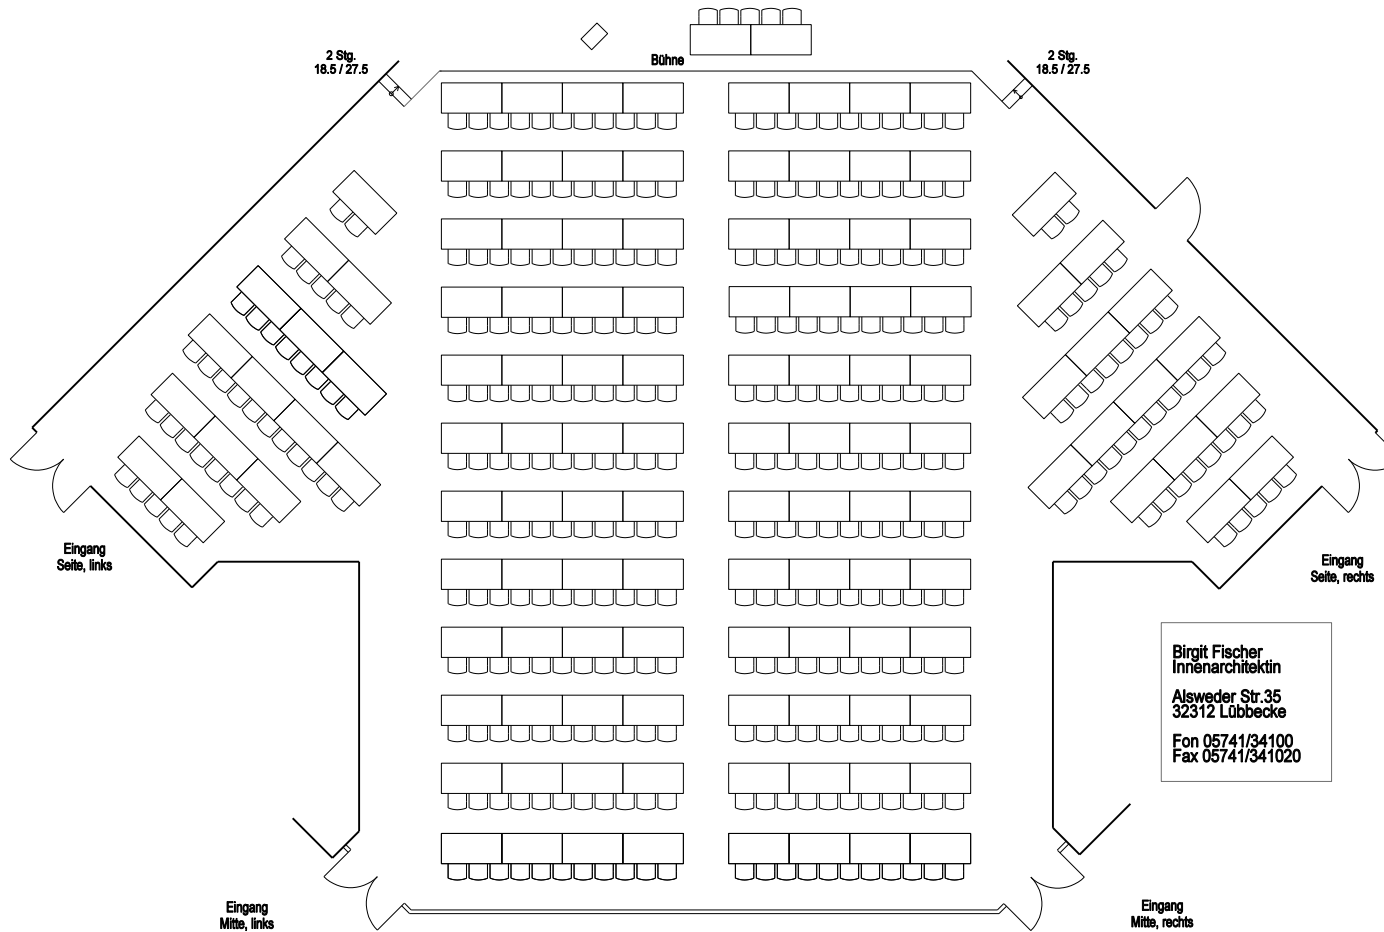 2 Stg.
18.5 / 27.5
Bühne
2 Stg.
18.5 / 27.5
Eingang
Seite, links
Eingang
Seite, rechts
Birgit Fischer
Innenarchitektin
Alsweder Str.35
32312 Lübbecke
Fon 05741/34100
Fax 05741/341020
Eingang
Mitte, links
Eingang
Mitte, rechts